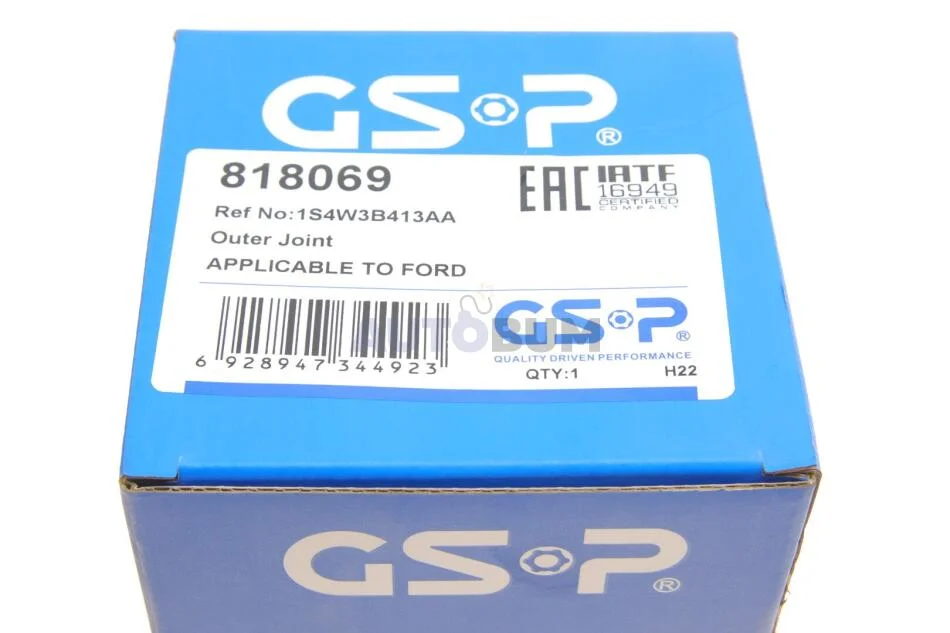 GS·P®
818069
EAC
IATF
16949
CERTIFIED
COMPANY
Ref No:1S4W3B413AA
Outer Joint
APPLICABLE TO FORD
6 928947 344923
AUTOBUM
GS·P®
QUALITY DRIVEN PERFORMANCE
QTY:1 H22
GS·P®